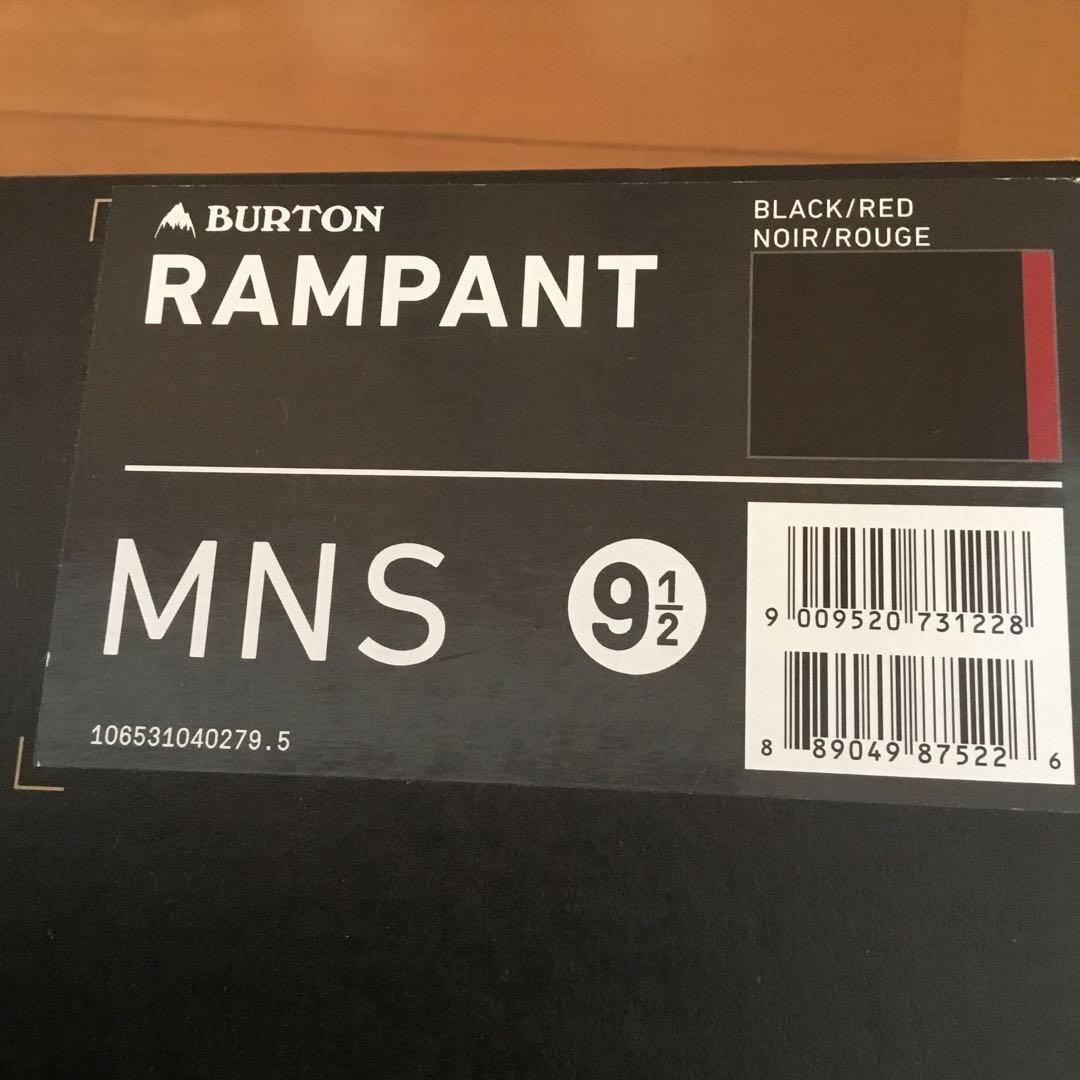 BURTON
RAMPANT
BLACK/RED
NOIR/ROUGE
MNS
9½
9 009520 731228
8 89049 87522 6
106531040279.5